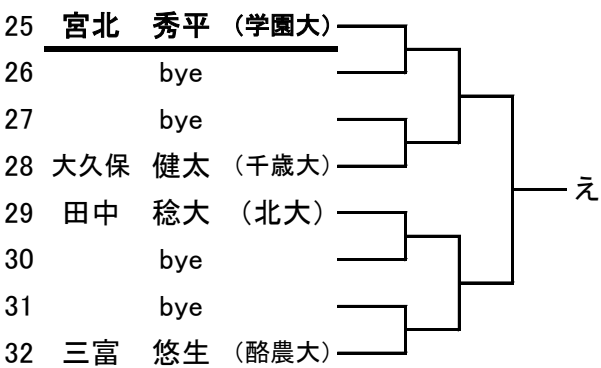 25 宮北 秀平 (学園大)
26 bye
27 bye
28 大久保 健太 (千歳大)
29 田中 稔大 (北大)
30 bye
31 bye
32 三富 悠生 (酪農大)
え